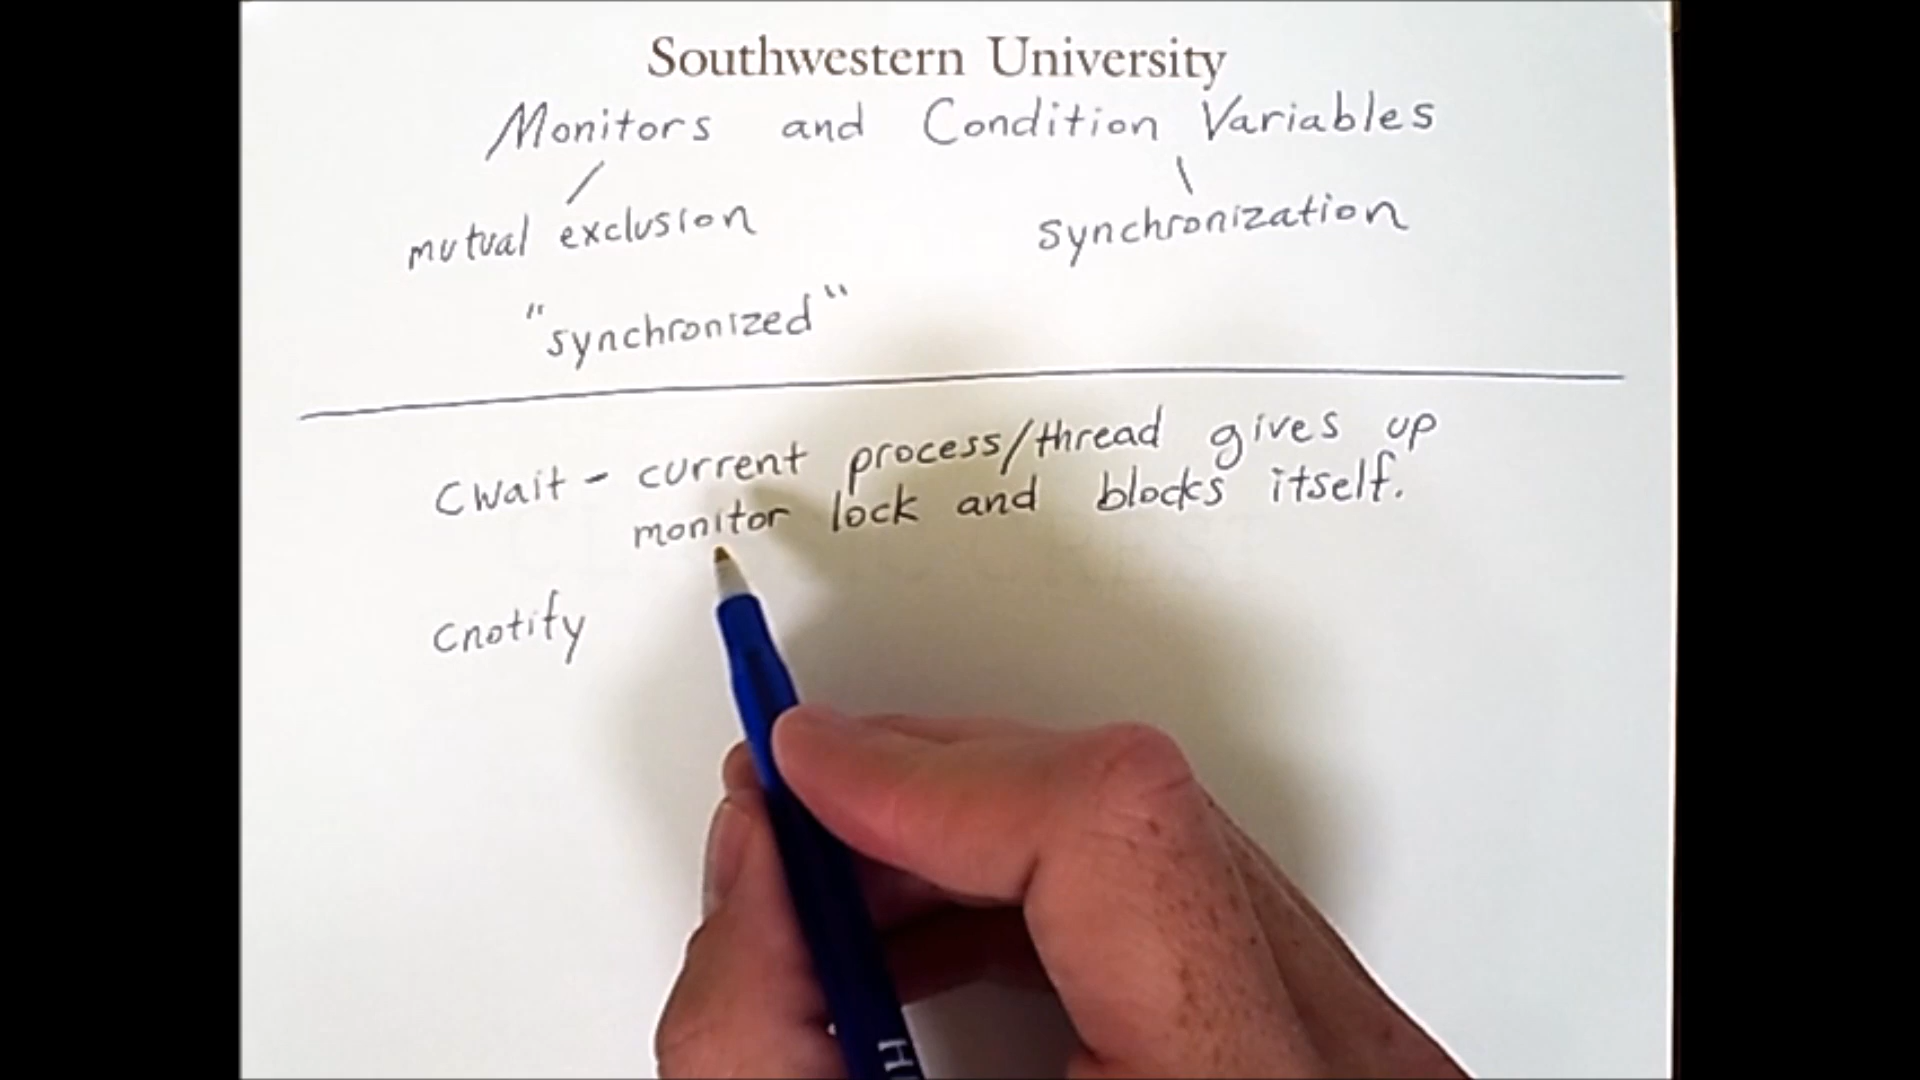 Southwestern University
Monitors and Condition Variables
mutual exclusion synchronization
"synchronized"
cwait - current process/thread gives up
monitor lock and blocks itself.
cnotify